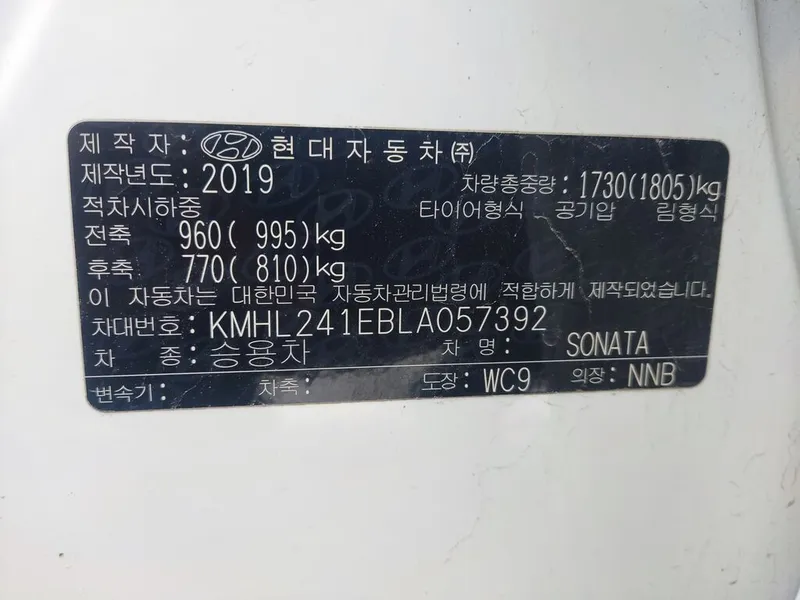 제 작 자: 현대자동차(주)
제작년도: 2019 차량총중량: 1730(1805)kg
적차시하중 타이어형식 공기압 림형식
전축 960( 995)kg
후축 770( 810)kg
이 자동차는 대한민국 자동차관리법령에 적합하게 제작되었습니다.
차대번호: KMHL241EBLA057392
차 종: 승용차 차 명: SONATA
변속기: 차축: 도장: WC9 의장: NNB